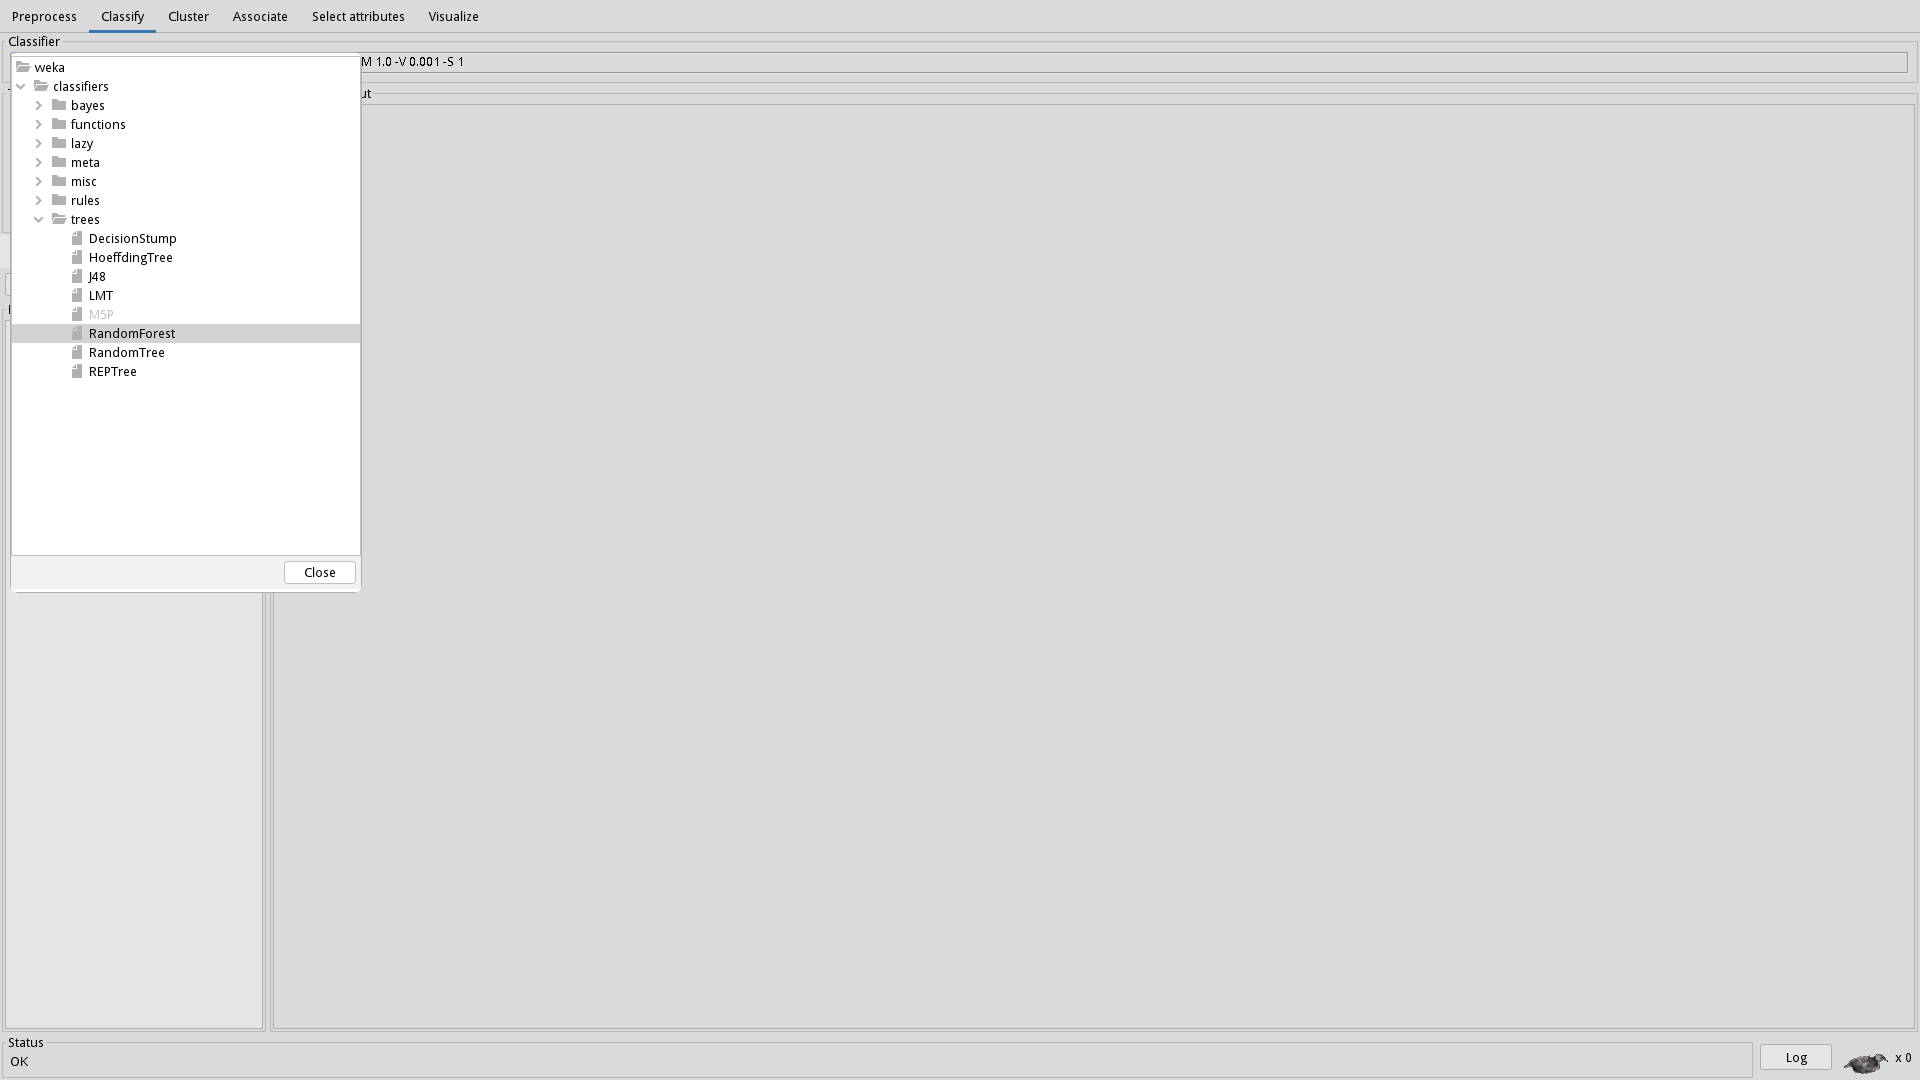 Preprocess Classify Cluster Associate Select attributes Visualize
Classifier
M 1.0 -V 0.001 -S 1
weka
classifiers
bayes
functions
lazy
meta
misc
rules
trees
DecisionStump
HoeffdingTree
J48
LMT
M5P
RandomForest
RandomTree
REPTree
Close
ut
Status
OK
Log
x 0